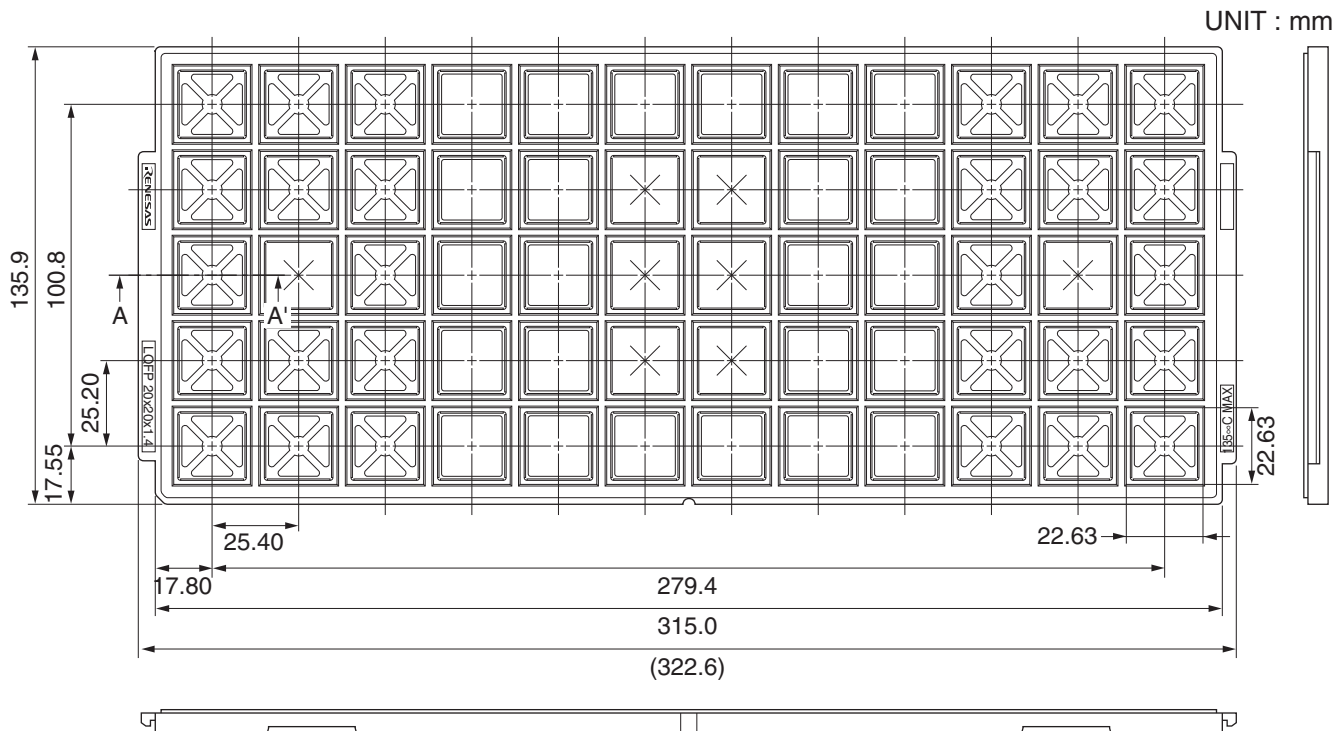 UNIT : mm
RENESAS
135.9
100.8
A
A'
LQFP 20x20x1.4
25.20
17.55
135∞C MAX
22.63
25.40
22.63
17.80
279.4
315.0
(322.6)